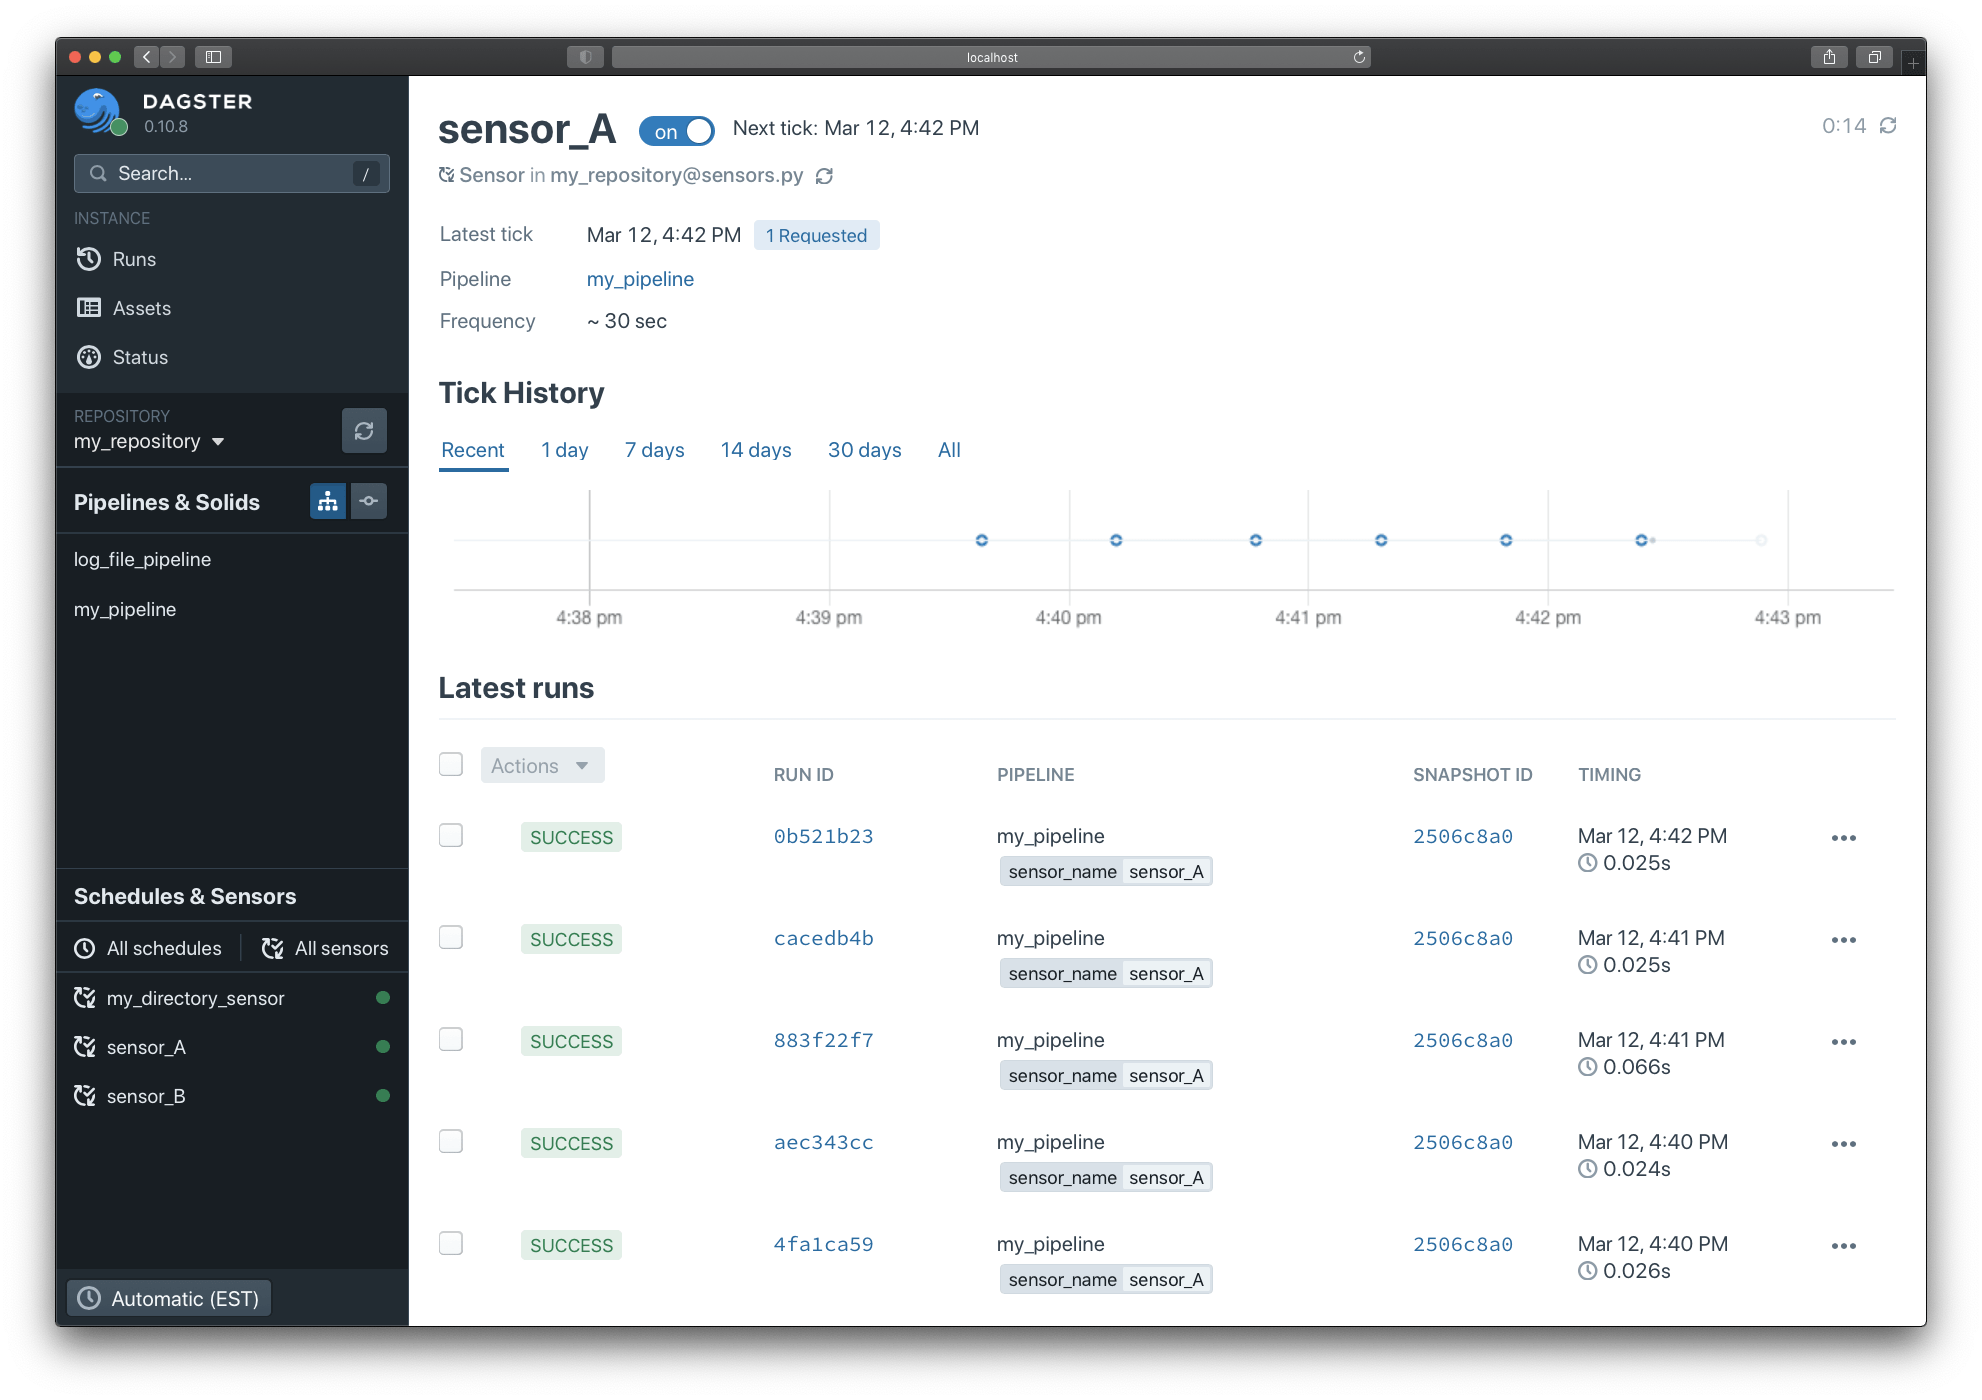 localhost
DAGSTER
0.10.8
Search...
/
INSTANCE
Runs
Assets
Status
REPOSITORY
my_repository
Pipelines & Solids
log_file_pipeline
my_pipeline
Schedules & Sensors
All schedules
All sensors
my_directory_sensor
sensor_A
sensor_B
Automatic (EST)
sensor_A
on
Next tick: Mar 12, 4:42 PM
0:14
Sensor in my_repository@sensors.py
Latest tick Mar 12, 4:42 PM 1 Requested
Pipeline my_pipeline
Frequency ~ 30 sec
Tick History
Recent 1 day 7 days 14 days 30 days All
4:38 pm 4:39 pm 4:40 pm 4:41 pm 4:42 pm 4:43 pm
Latest runs
Actions RUN ID PIPELINE SNAPSHOT ID TIMING
SUCCESS 0b521b23 my_pipeline 2506c8a0 Mar 12, 4:42 PM
sensor_name sensor_A 0.025s
SUCCESS cacedb4b my_pipeline 2506c8a0 Mar 12, 4:41 PM
sensor_name sensor_A 0.025s
SUCCESS 883f22f7 my_pipeline 2506c8a0 Mar 12, 4:41 PM
sensor_name sensor_A 0.066s
SUCCESS aec343cc my_pipeline 2506c8a0 Mar 12, 4:40 PM
sensor_name sensor_A 0.024s
SUCCESS 4fa1ca59 my_pipeline 2506c8a0 Mar 12, 4:40 PM
sensor_name sensor_A 0.026s